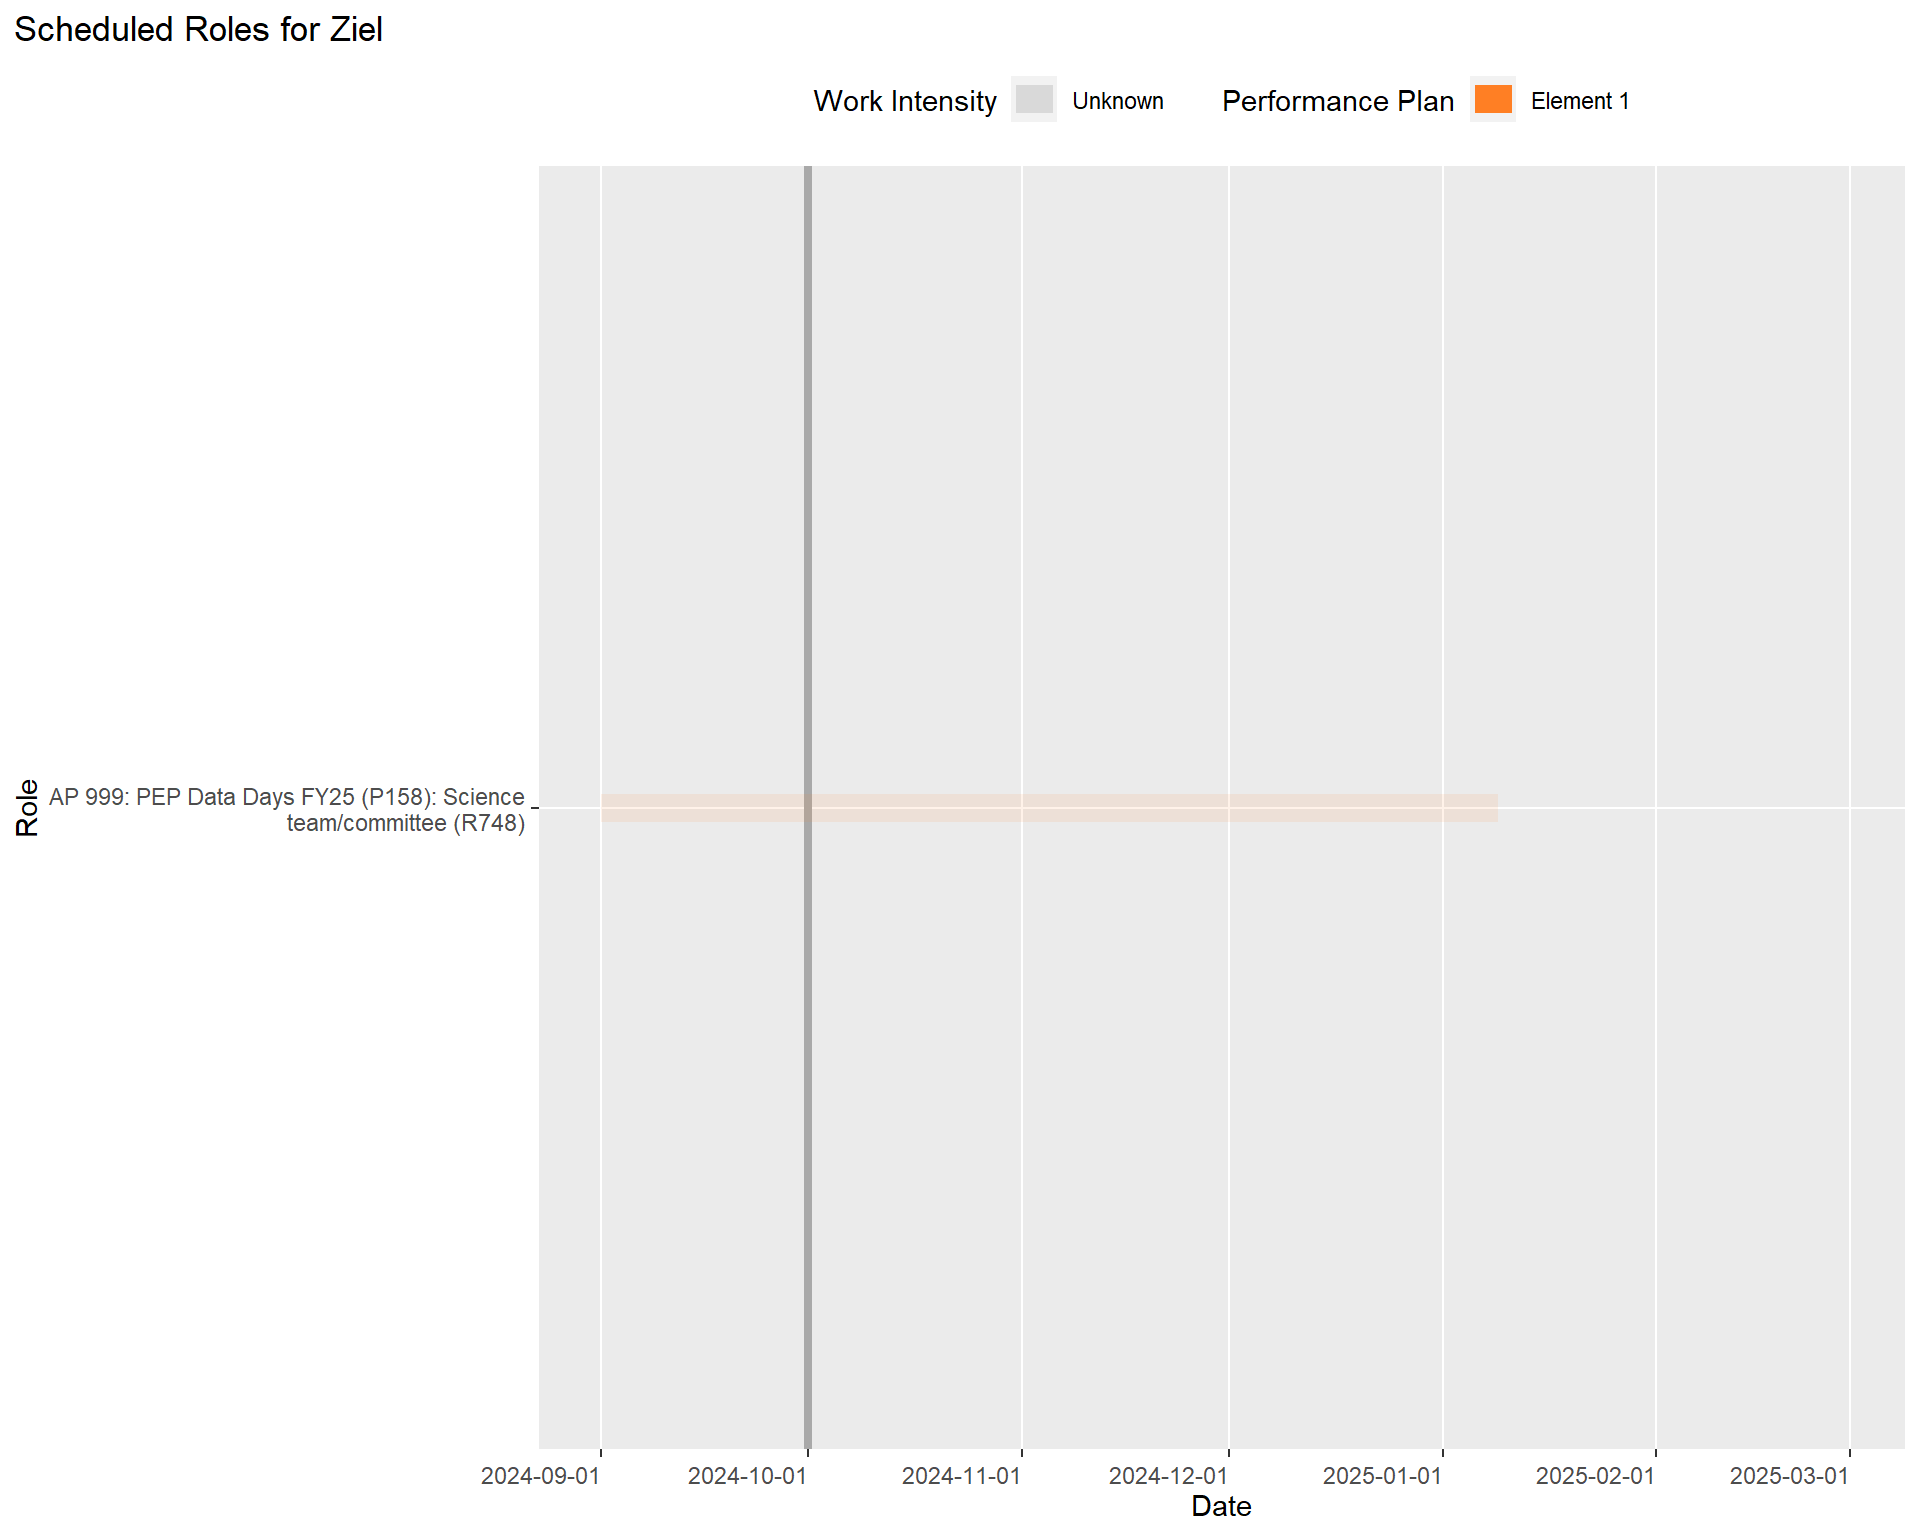 Scheduled Roles for Ziel
Work Intensity Unknown Performance Plan Element 1
Role
AP 999: PEP Data Days FY25 (P158): Science
team/committee (R748)
2024-09-01 2024-10-01 2024-11-01 2024-12-01 2025-01-01 2025-02-01 2025-03-01
Date